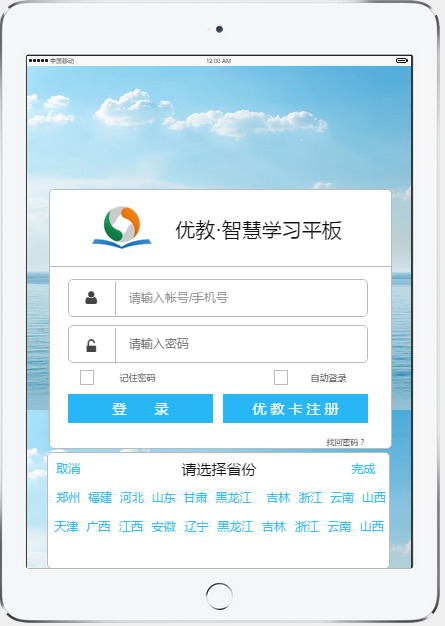 中国移动 12:00 AM
优教·智慧学习平板
请输入帐号/手机号
请输入密码
记住密码 自动登录
登 录 优教卡注册
找回密码？
取消 请选择省份 完成
郑州 福建 河北 山东 甘肃 黑龙江 吉林 浙江 云南 山西
天津 广西 江西 安徽 辽宁 黑龙江 吉林 浙江 云南 山西